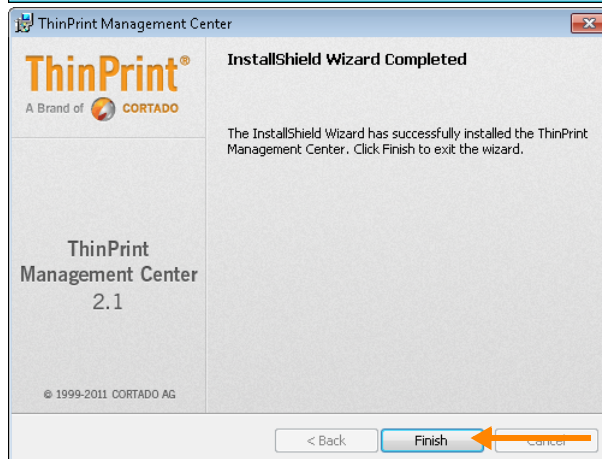 ThinPrint Management Center
ThinPrint®
A Brand of CORTADO
InstallShield Wizard Completed
The InstallShield Wizard has successfully installed the ThinPrint
Management Center. Click Finish to exit the wizard.
ThinPrint
Management Center
2.1
© 1999-2011 CORTADO AG
< Back Finish Cancel